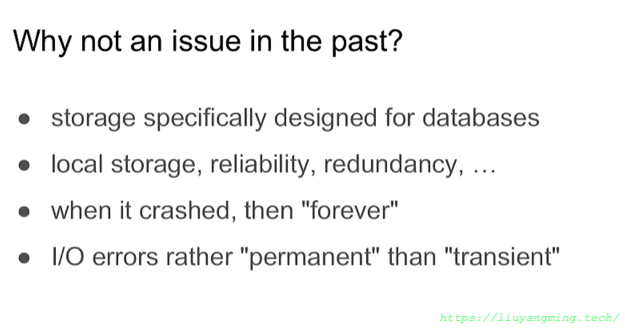 Why not an issue in the past?
● storage specifically designed for databases
● local storage, reliability, redundancy, …
● when it crashed, then "forever"
● I/O errors rather "permanent" than "transient"
https://liuyangming.tech/